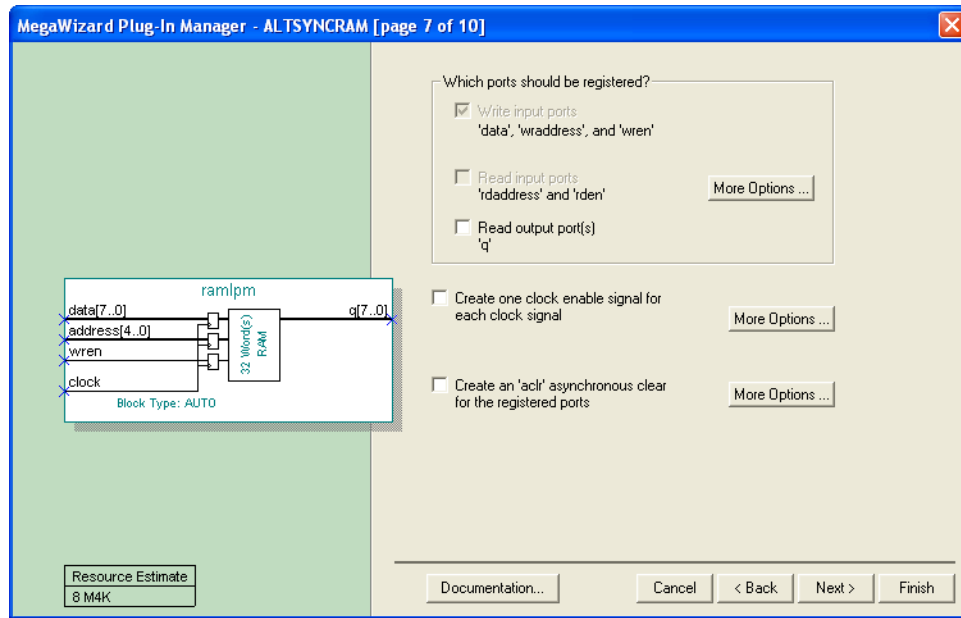 MegaWizard Plug-In Manager - ALTSYNCRAM [page 7 of 10]
Which ports should be registered?
Write input ports
'data', 'wraddress', and 'wren'
Read input ports
'rdaddress' and 'rden'
More Options ...
Read output port(s)
'q'
ramlpm
data[7..0]
q[7..0]
address[4..0]
wren
clock
32 Word(s)
RAM
Block Type: AUTO
Create one clock enable signal for
each clock signal
More Options ...
Create an 'aclr' asynchronous clear
for the registered ports
More Options ...
Resource Estimate
8 M4K
Documentation...
Cancel
< Back
Next >
Finish